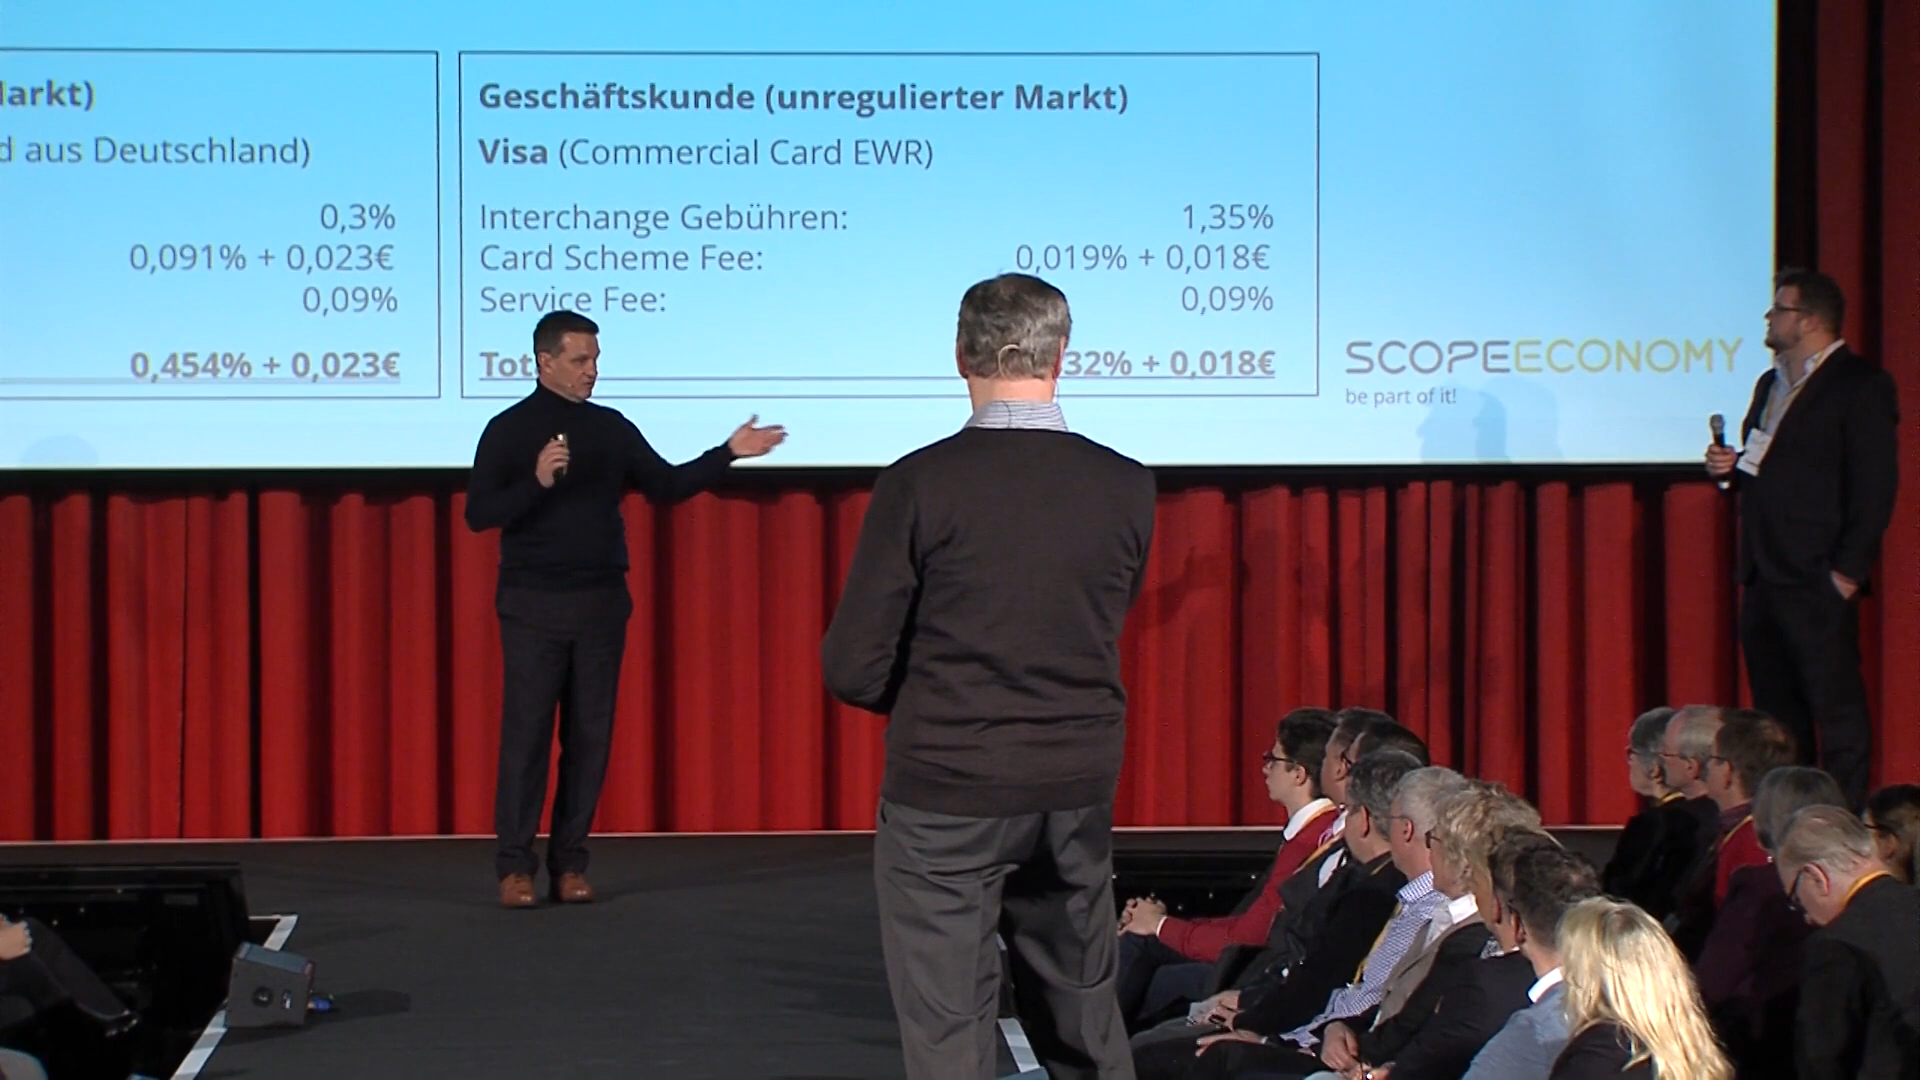 d aus Deutschland)
0,3%
0,091% + 0,023€
0,09%
0,454% + 0,023€
Geschäftskunde (unregulierter Markt)
Visa (Commercial Card EWR)
Interchange Gebühren: 1,35%
Card Scheme Fee: 0,019% + 0,018€
Service Fee: 0,09%
32% + 0,018€
SCOPEECONOMY
be part of it!